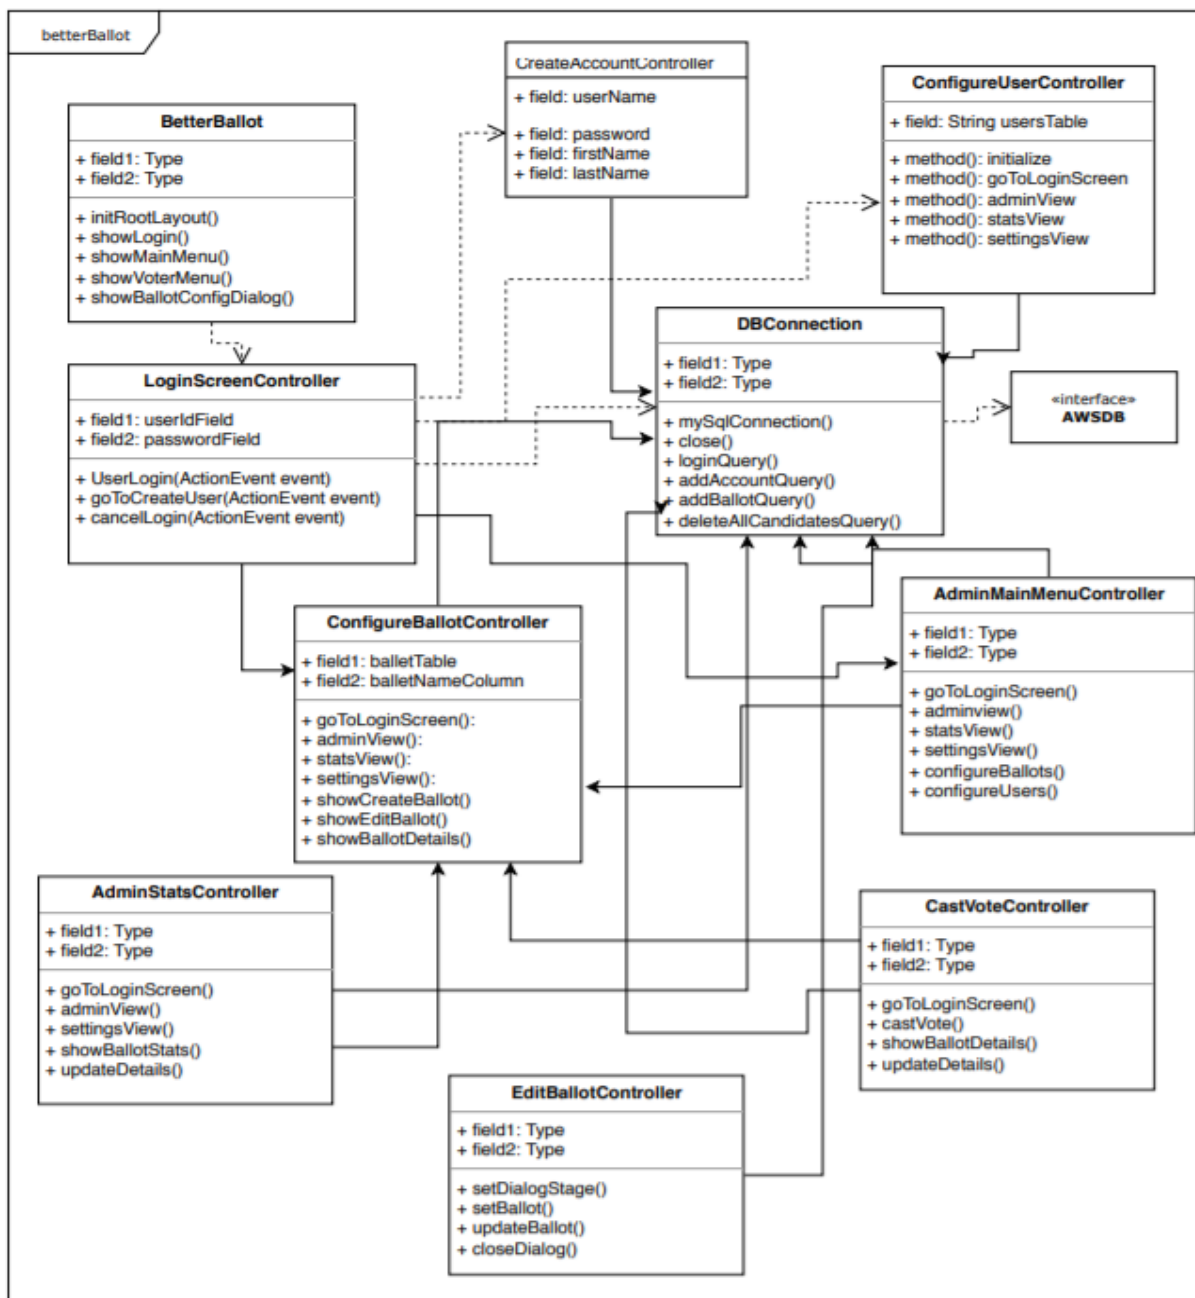 betterBallot
CreateAccountController
+ field: userName
+ field: password
+ field: firstName
+ field: lastName
ConfigureUserController
+ field: String usersTable
+ method(): initialize
+ method(): goToLoginScreen
+ method(): adminView
+ method(): statsView
+ method(): settingsView
BetterBallot
+ field1: Type
+ field2: Type
+ initRootLayout()
+ showLogin()
+ showMainMenu()
+ showVoterMenu()
+ showBallotConfigDialog()
DBConnection
+ field1: Type
+ field2: Type
+ mySqlConnection()
+ close()
+ loginQuery()
+ addAccountQuery()
+ addBallotQuery()
+ deleteAllCandidatesQuery()
«interface»
AWSDB
LoginScreenController
+ field1: userIdField
+ field2: passwordField
+ UserLogin(ActionEvent event)
+ goToCreateUser(ActionEvent event)
+ cancelLogin(ActionEvent event)
ConfigureBallotController
+ field1: balletTable
+ field2: balletNameColumn
+ goToLoginScreen():
+ adminView():
+ statsView():
+ settingsView():
+ showCreateBallot()
+ showEditBallot()
+ showBallotDetails()
AdminMainMenuController
+ field1: Type
+ field2: Type
+ goToLoginScreen()
+ adminview()
+ statsView()
+ settingsView()
+ configureBallots()
+ configureUsers()
AdminStatsController
+ field1: Type
+ field2: Type
+ goToLoginScreen()
+ adminView()
+ settingsView()
+ showBallotStats()
+ updateDetails()
CastVoteController
+ field1: Type
+ field2: Type
+ goToLoginScreen()
+ castVote()
+ showBallotDetails()
+ updateDetails()
EditBallotController
+ field1: Type
+ field2: Type
+ setDialogStage()
+ setBallot()
+ updateBallot()
+ closeDialog()